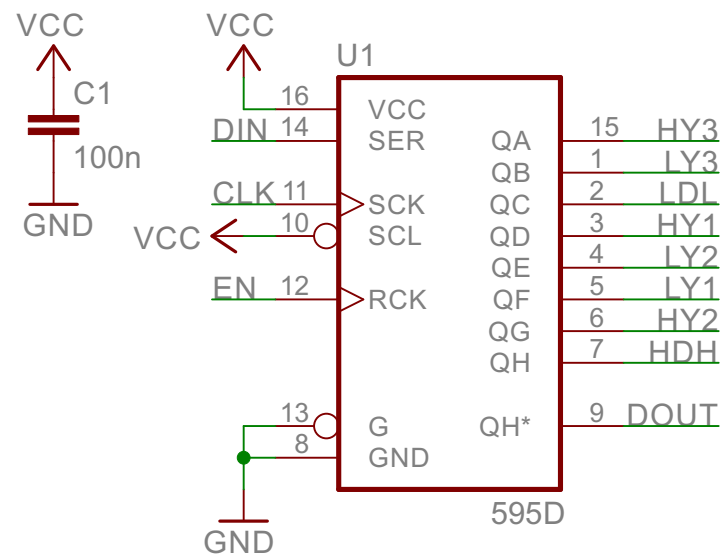 VCC
C1
100n
GND
VCC
U1
16 VCC
DIN 14 SER QA 15 HY3
QB 1 LY3
CLK 11 SCK QC 2 LDL
VCC 10 SCL QD 3 HY1
QE 4 LY2
EN 12 RCK QF 5 LY1
QG 6 HY2
QH 7 HDH
13 G QH* 9 DOUT
8 GND
595D
GND